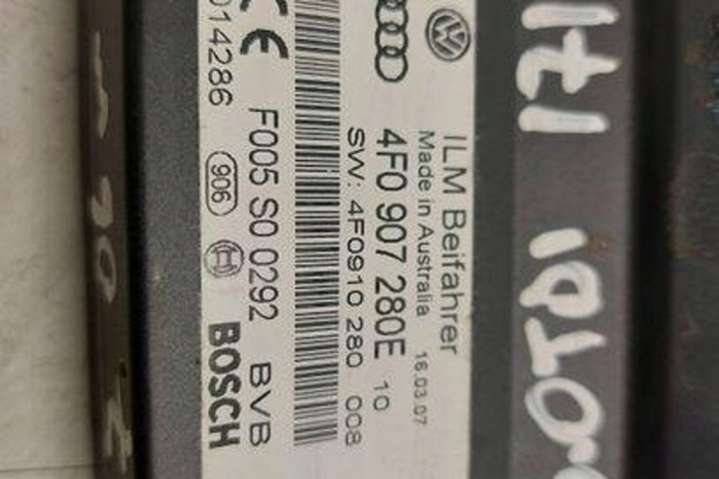 ILM Beifahrer
Made in Australia 16.03.07
4F0 907 280E 10
SW: 4F0910 280 008
F005 S0 0292 BVB
014286 906 BOSCH